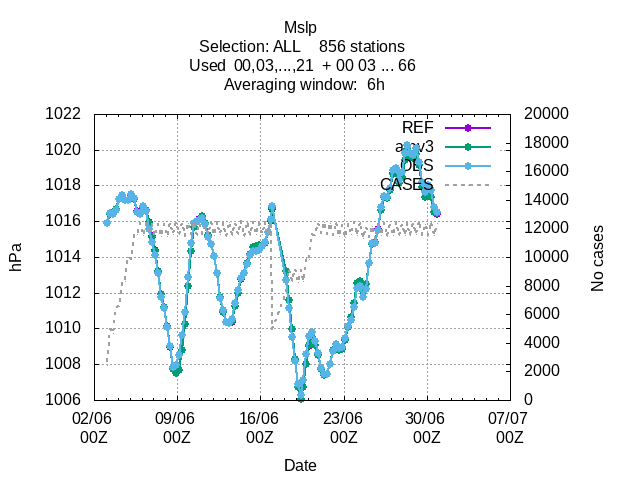 Mslp
Selection: ALL 856 stations
Used 00,03,...,21 + 00 03 ... 66
Averaging window: 6h
1022
1020
1018
1016
1014
1012
1010
1008
1006
hPa
20000
18000
16000
14000
12000
10000
8000
6000
4000
2000
0
No cases
REF
OBS
CASES
02/06 09/06 16/06 23/06 30/06 07/07
00Z 00Z 00Z 00Z 00Z 00Z
Date